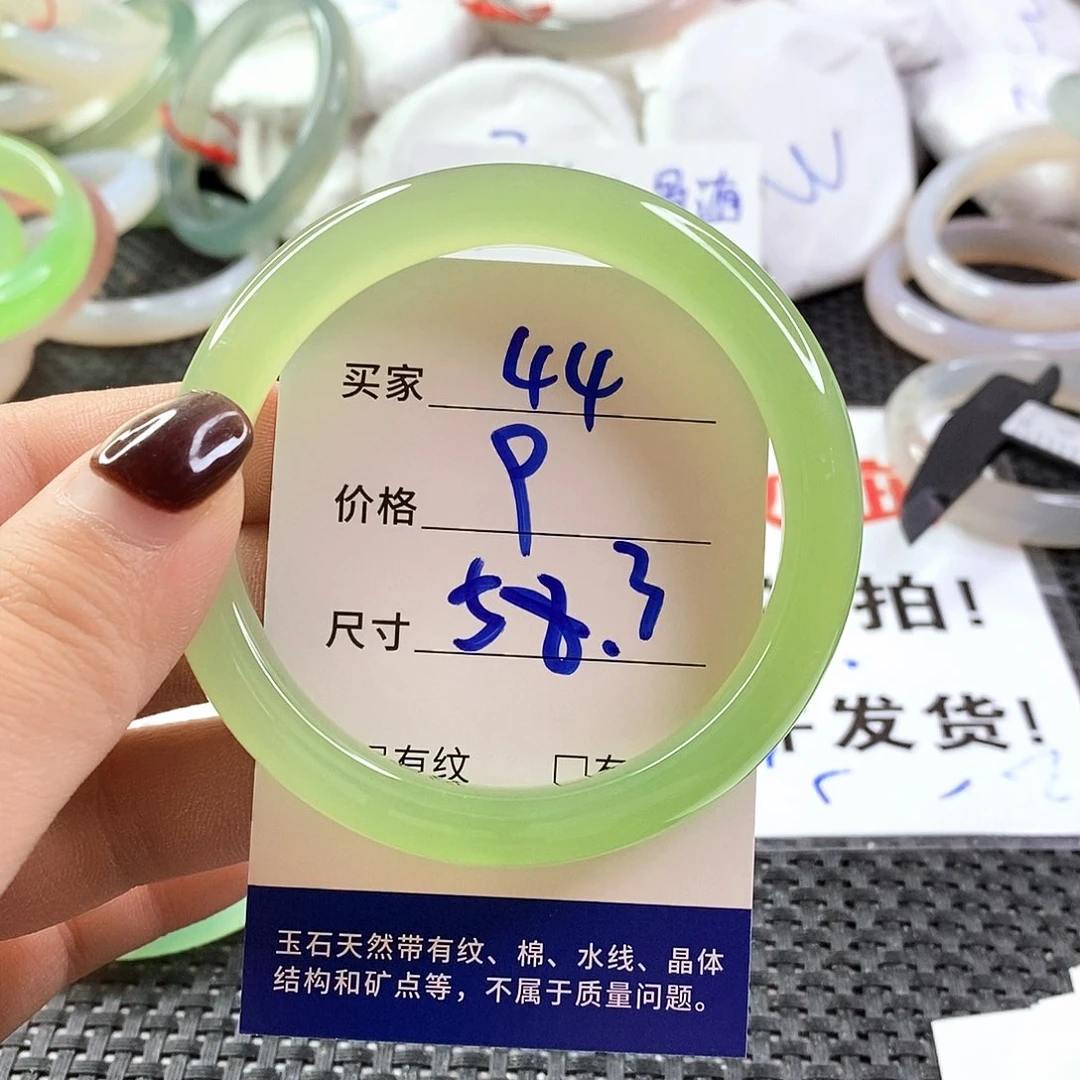 买家 44
价格 P
尺寸 58.3
有纹 □
玉石天然带有纹、棉、水线、晶体
结构和矿点等，不属于质量问题。
拍！
发货！